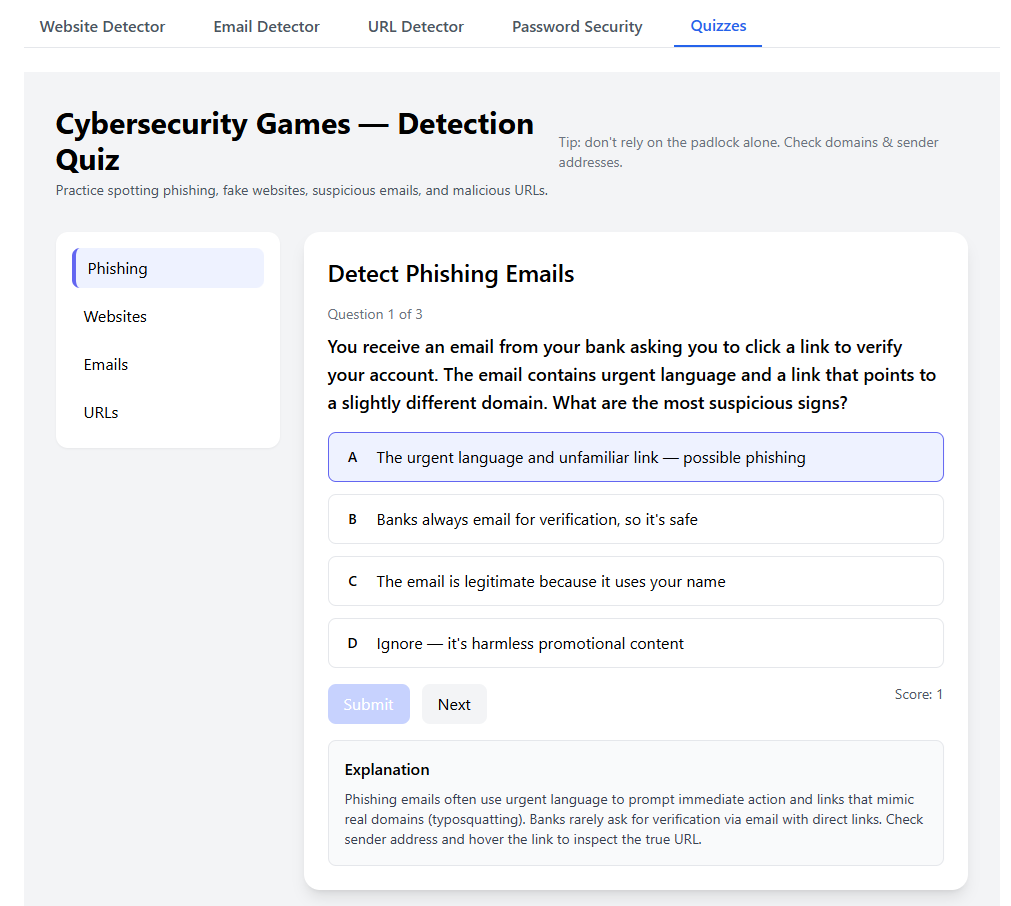 Website Detector
Email Detector
URL Detector
Password Security
Quizzes
Cybersecurity Games — Detection
Quiz
Practice spotting phishing, fake websites, suspicious emails, and malicious URLs.
Tip: don't rely on the padlock alone. Check domains & sender
addresses.
Phishing
Websites
Emails
URLs
Detect Phishing Emails
Question 1 of 3
You receive an email from your bank asking you to click a link to verify
your account. The email contains urgent language and a link that points to
a slightly different domain. What are the most suspicious signs?
A The urgent language and unfamiliar link — possible phishing
B Banks always email for verification, so it's safe
C The email is legitimate because it uses your name
D Ignore — it's harmless promotional content
Submit
Next
Score: 1
Explanation
Phishing emails often use urgent language to prompt immediate action and links that mimic
real domains (typosquatting). Banks rarely ask for verification via email with direct links. Check
sender address and hover the link to inspect the true URL.